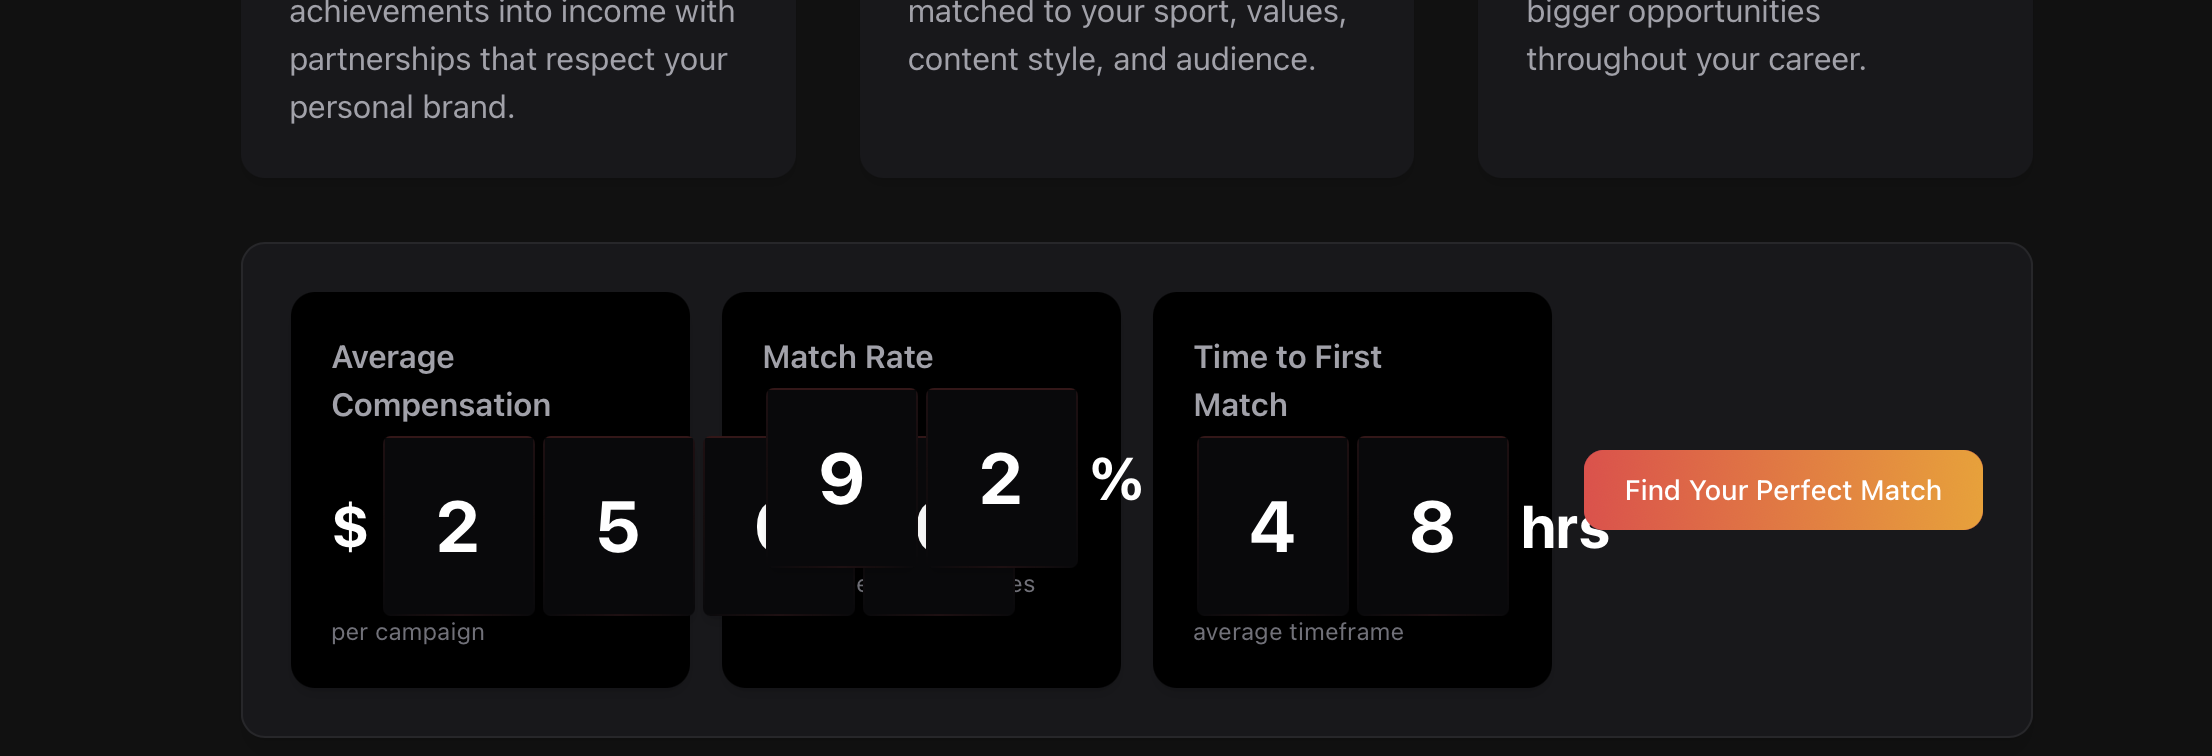 achievements into income with
partnerships that respect your
personal brand.
matched to your sport, values,
content style, and audience.
bigger opportunities
throughout your career.
Average
Compensation
$ 2 5
per campaign
Match Rate
9 2 %
Time to First
Match
4 8 hrs
average timeframe
Find Your Perfect Match